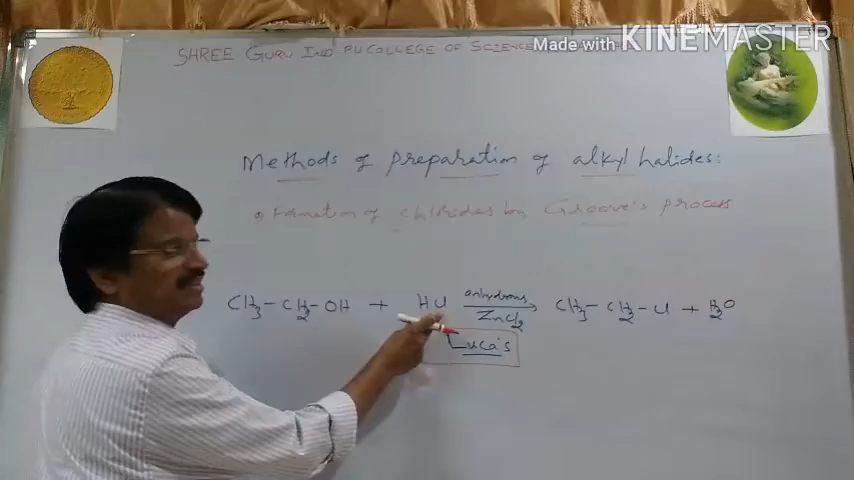 SHREE GURU IND PU COLLEGE OF SCIENCE
Made with KINEMASTER
Methods of preparation of alkyl halides:
Formation of chlorides by Groove's process
CH3-CH2-OH + HCl anhydrous ZnCl2 → CH3-CH2-Cl + H2O
Luca's